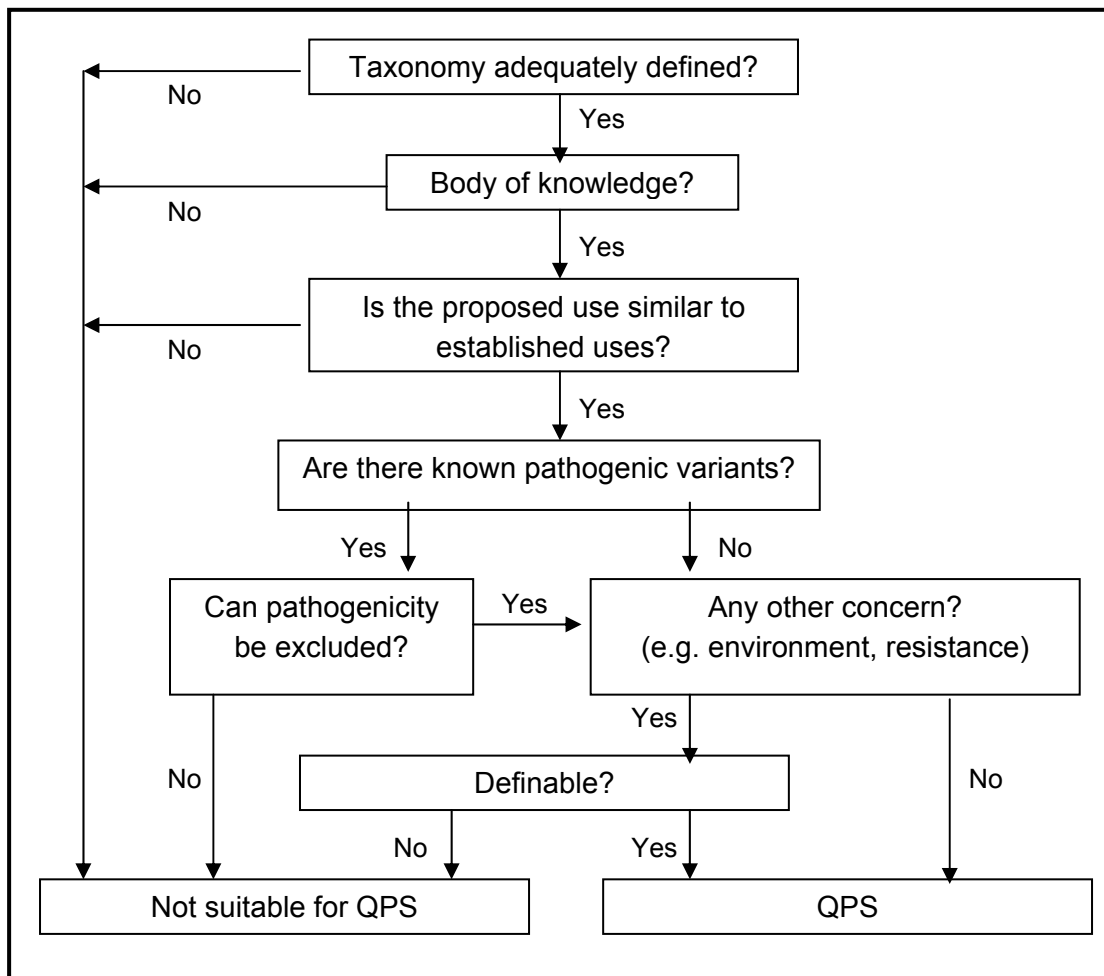 Taxonomy adequately defined?
No
Yes
Body of knowledge?
No
Yes
Is the proposed use similar to
established uses?
No
Yes
Are there known pathogenic variants?
Yes
No
Can pathogenicity
be excluded?
Yes
Any other concern?
(e.g. environment, resistance)
Yes
No
Definable?
No
No
Yes
Not suitable for QPS
QPS